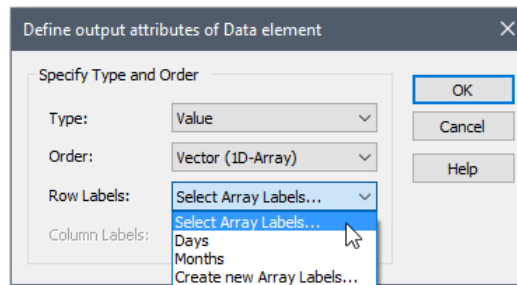 Define output attributes of Data element
Specify Type and Order
OK
Type: Value
Cancel
Order: Vector (1D-Array)
Help
Row Labels: Select Array Labels...
Select Array Labels...
Column Labels:
Days
Months
Create new Array Labels...